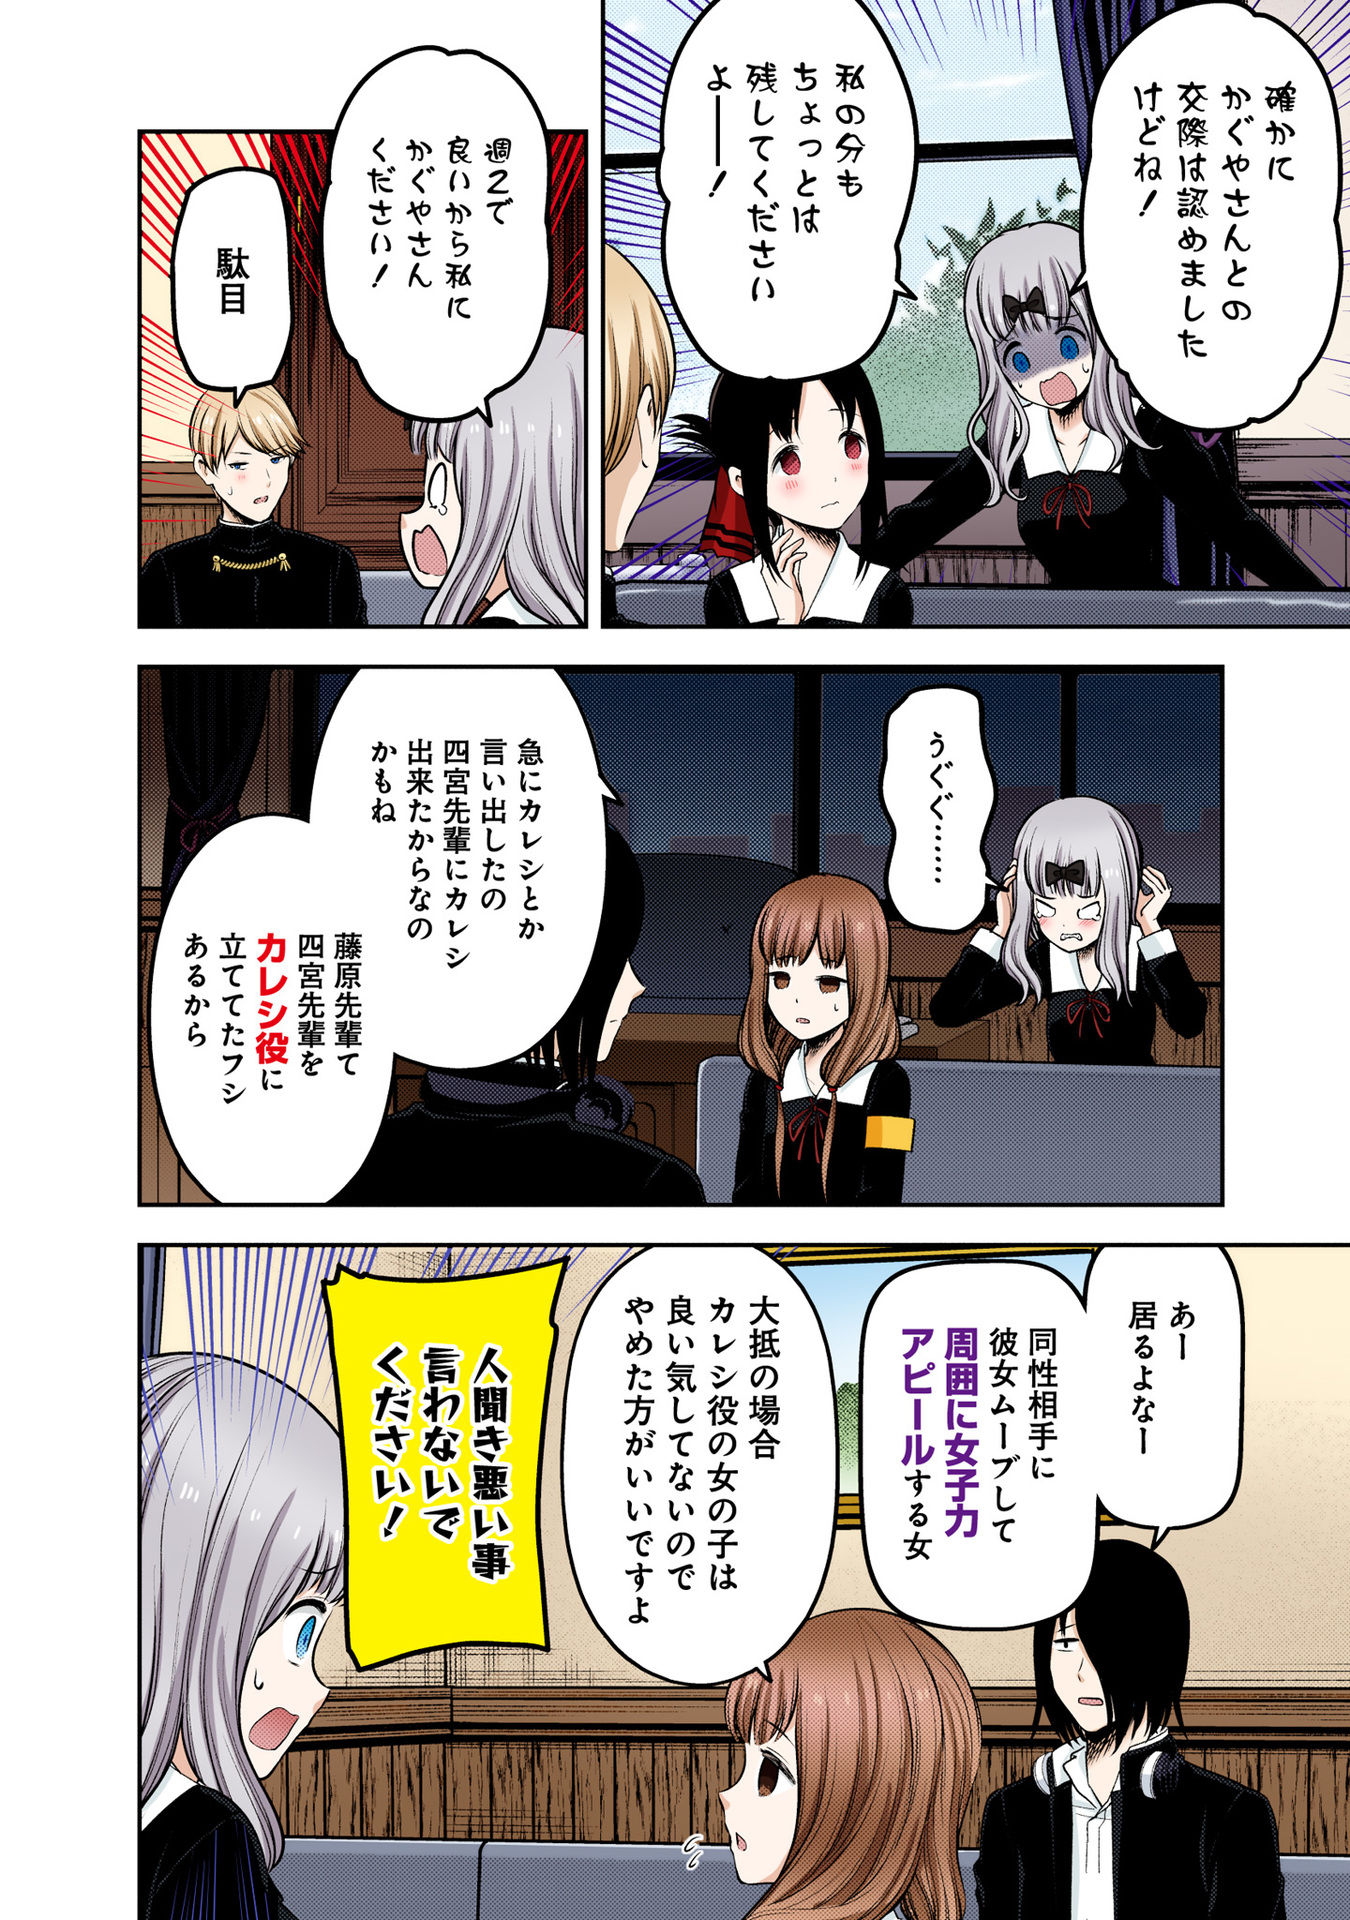 確かに
かぐやさんとの
交際は認めました
けどね！
私の分も
ちょっとは
残してください
よーー！
週2で
良いから私に
かぐやさん
ください！
駄目
うぐぐ……
急にカレシとか
言い出したの
四宮先輩にカレシ
出来たからなの
かもね
藤原先輩て
四宮先輩を
カレシ役に
立ててたフシ
あるから
あー
居るよなー
同性相手に
彼女ムーブして
周囲に女子力
アピールする女
大抵の場合
カレシ役の女の子は
良い気してないので
やめた方がいいですよ
人聞き悪い事
言わないで
ください！